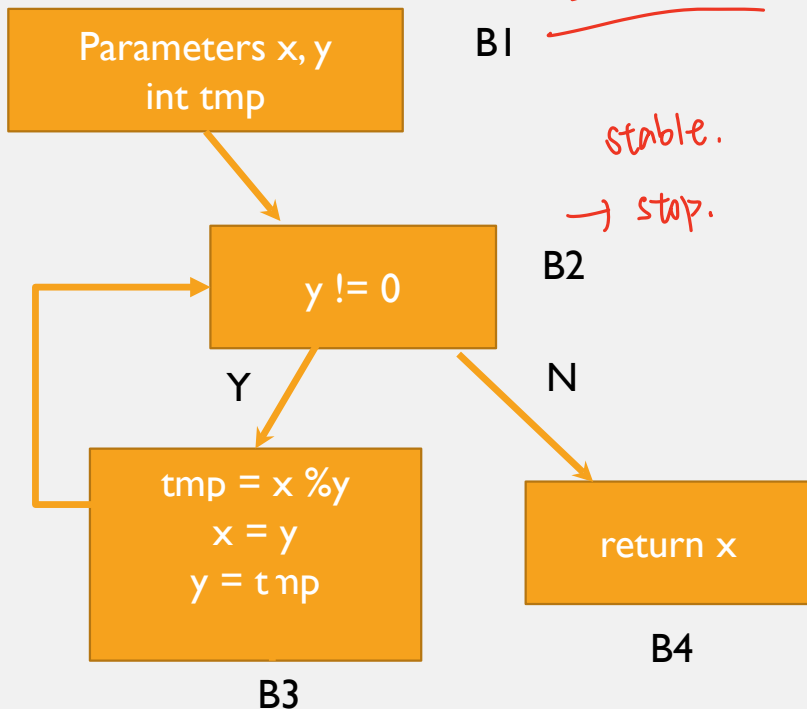 Parameters x, y
int tmp
B1
stable.
→ stop.
y != 0
B2
Y
N
tmp = x %y
x = y
y = tmp
return x
B4
B3